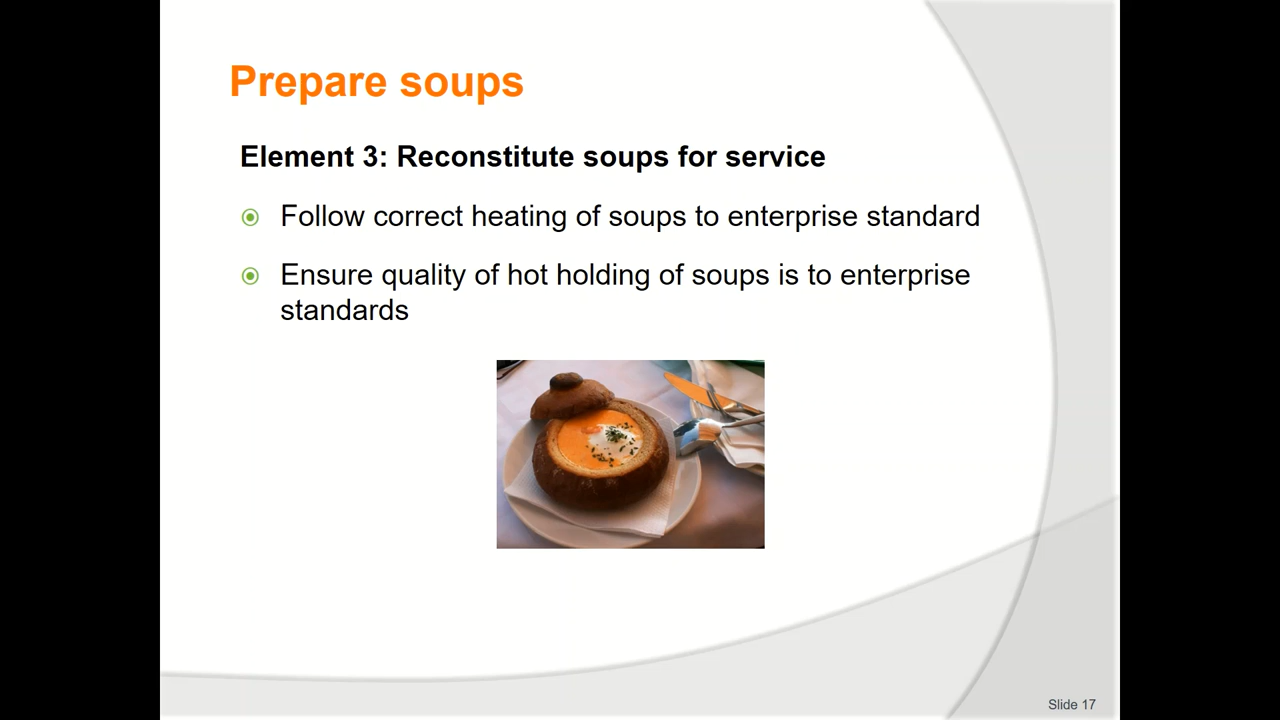 Prepare soups
Element 3: Reconstitute soups for service
Follow correct heating of soups to enterprise standard
Ensure quality of hot holding of soups is to enterprise
standards
Slide 17